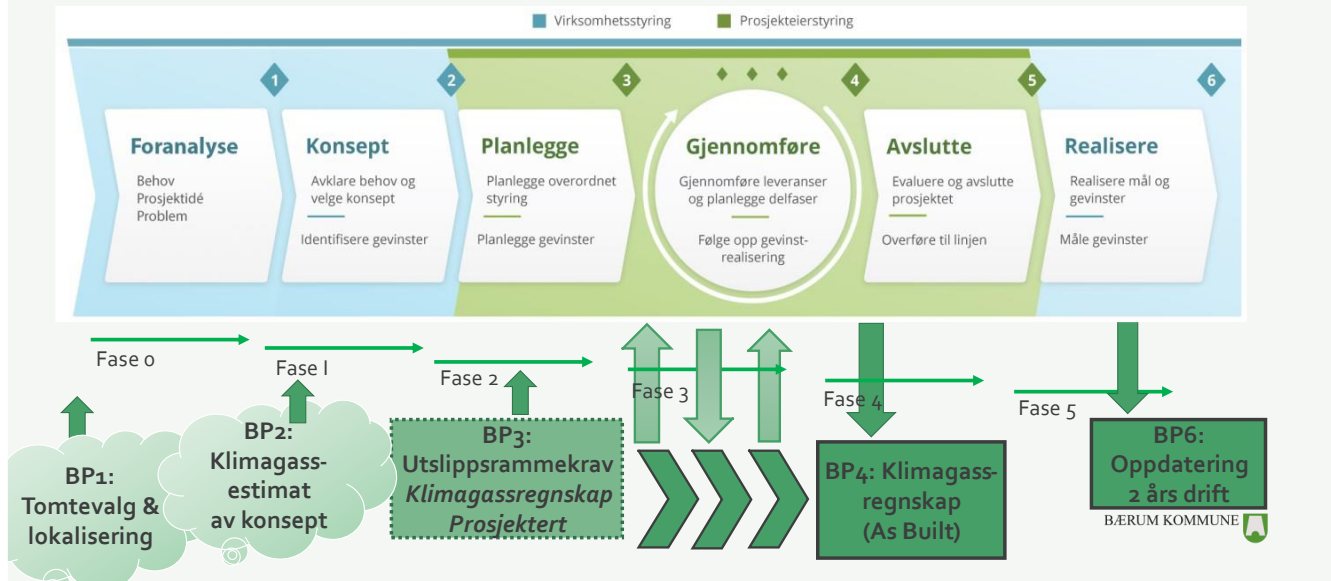 Virksomhetsstyring
Prosjekteierstyring
1
2
3
4
5
6
Foranalyse
Behov
Prosjektidé
Problem
Konsept
Avklare behov og
velge konsept
Identifisere gevinster
Planlegge
Planlegge overordnet
styring
Planlegge gevinster
Gjennomføre
Gjennomføre leveranser
og planlegge delfaser
Følge opp gevinst-
realisering
Avslutte
Evaluere og avslutte
prosjektet
Overføre til linjen
Realisere
Realisere mål og
gevinster
Måle gevinster
Fase 0
Fase I
Fase 2
Fase 3
Fase 4
Fase 5
BP1:
Tomtevalg &
lokalisering
BP2:
Klimagass-
estimat
av konsept
BP3:
Utslippsrammekrav
Klimagassregnskap
Prosjektert
BP4: Klimagass-
regnskap
(As Built)
BP6:
Oppdatering
2 års drift
BÆRUM KOMMUNE